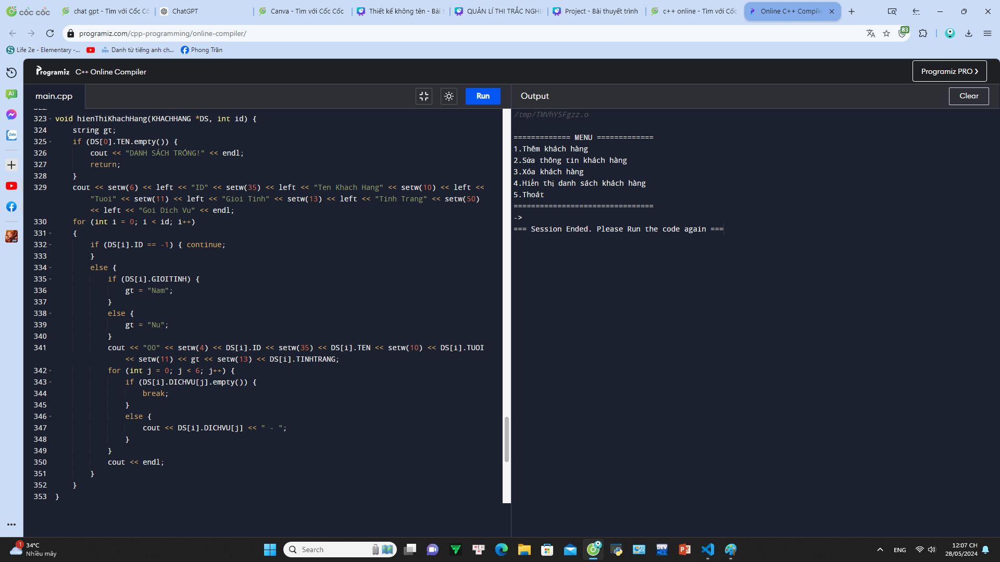 cốc cốc
chat gpt - Tìm với Cốc Cố
ChatGPT
Canva - Tìm với Cốc Cốc
Thiết kế không tên - Bài t
QUẢN LÍ THI TRẮC NGHI
Project - Bài thuyết trình
c++ online - Tìm với Cốc
Online C++ Compile
programiz.com/cpp-programming/online-compiler/
83
Life 2e - Elementary -...
Danh từ tiếng anh ch...
Phong Trần
Programiz
C++ Online Compiler
Programiz PRO ❯
AI
Zalo
main.cpp
Run
Output
Clear
322
323 void hienThiKhachHang(KHACHHANG *DS, int id) {
324 string gt;
325 if (DS[0].TEN.empty()) {
326 cout << "DANH SÁCH TRỐNG!" << endl;
327 return;
328 }
329 cout << setw(6) << left << "ID" << setw(35) << left << "Ten Khach Hang" << setw(10) << left <<
"Tuoi" << setw(11) << left << "Gioi Tinh" << setw(13) << left << "Tinh Trang" << setw(50)
<< left << "Goi Dich Vu" << endl;
330 for (int i = 0; i < id; i++)
331 {
332 if (DS[i].ID == -1) { continue;
333 }
334 else {
335 if (DS[i].GIOITINH) {
336 gt = "Nam";
337 }
338 else {
339 gt = "Nu";
340 }
341 cout << "00" << setw(4) << DS[i].ID << setw(35) << DS[i].TEN << setw(10) << DS[i].TUOI
<< setw(11) << gt << setw(13) << DS[i].TINHTRANG;
342 for (int j = 0; j < 6; j++) {
343 if (DS[i].DICHVU[j].empty()) {
344 break;
345 }
346 else {
347 cout << DS[i].DICHVU[j] << " - ";
348 }
349 }
350 cout << endl;
351 }
352 }
353 }
/tmp/TMVhY5Fgzz.o
============= MENU =============
1.Thêm khách hàng
2.Sửa thông tin khách hàng
3.Xóa khách hàng
4.Hiển thị danh sách khách hàng
5.Thoát
================================
->
=== Session Ended. Please Run the code again ===
1
34°C
Nhiều mây
Search
DEV
ENG
12:07 CH
28/05/2024